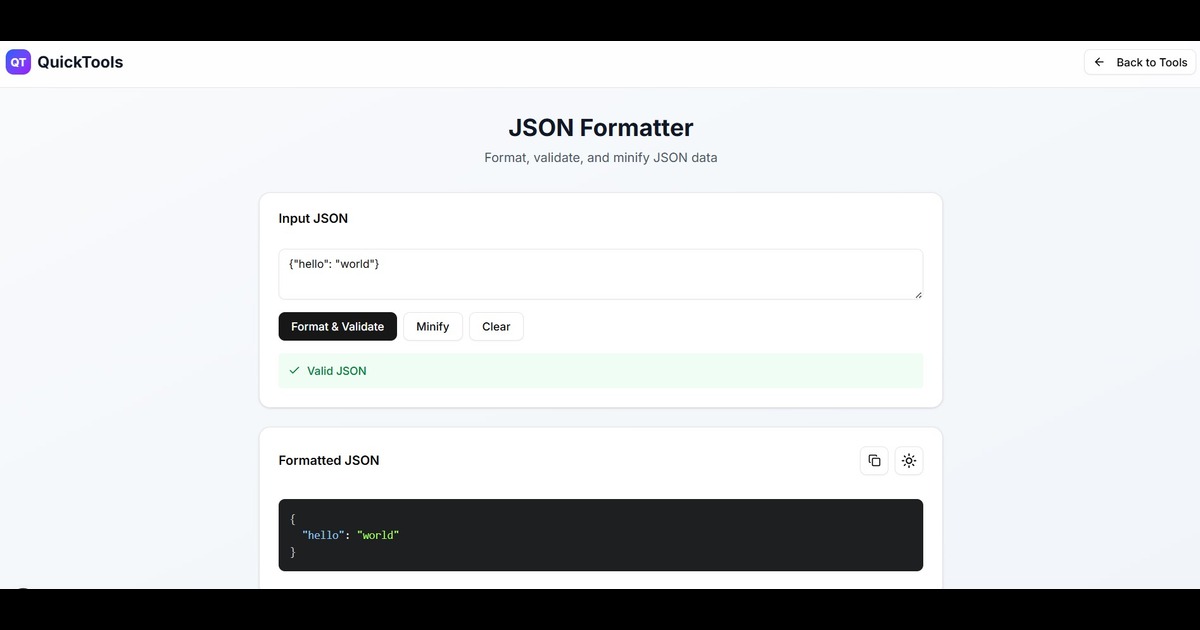 QT QuickTools
Back to Tools
JSON Formatter
Format, validate, and minify JSON data
Input JSON
{"hello": "world"}
Format & Validate Minify Clear
Valid JSON
Formatted JSON
{
  "hello": "world"
}